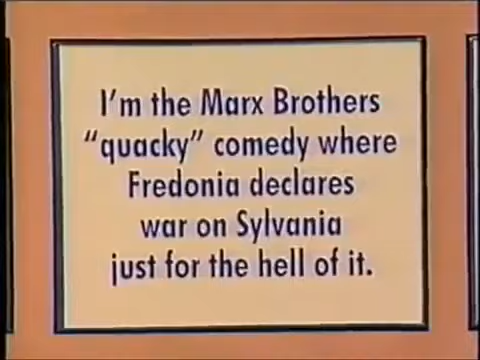 I'm the Marx Brothers
"quacky" comedy where
Fredonia declares
war on Sylvania
just for the hell of it.